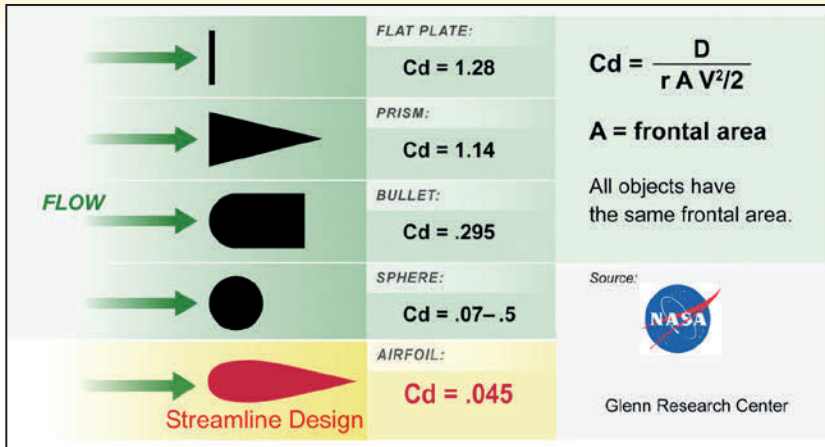 FLAT PLATE:
Cd = 1.28
PRISM:
Cd = 1.14
FLOW
BULLET:
Cd = .295
SPHERE:
Cd = .07–.5
AIRFOIL:
Cd = .045
Streamline Design
Cd = D
r A V²/2
A = frontal area
All objects have
the same frontal area.
Source:
NASA
Glenn Research Center